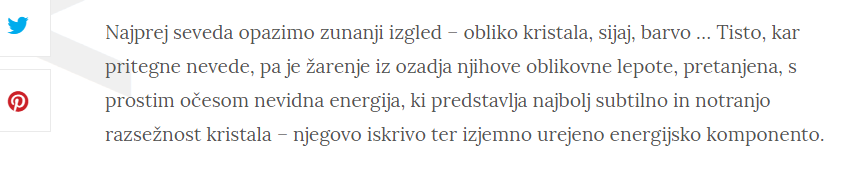 Najprej seveda opazimo zunanji izgled – obliko kristala, sijaj, barvo ... Tisto, kar
pritegne nevede, pa je žarenje iz ozadja njihove oblikovne lepote, pretanjena, s
prostim očesom nevidna energija, ki predstavlja najbolj subtilno in notranjo
razsežnost kristala – njegovo iskrivo ter izjemno urejeno energijsko komponento.